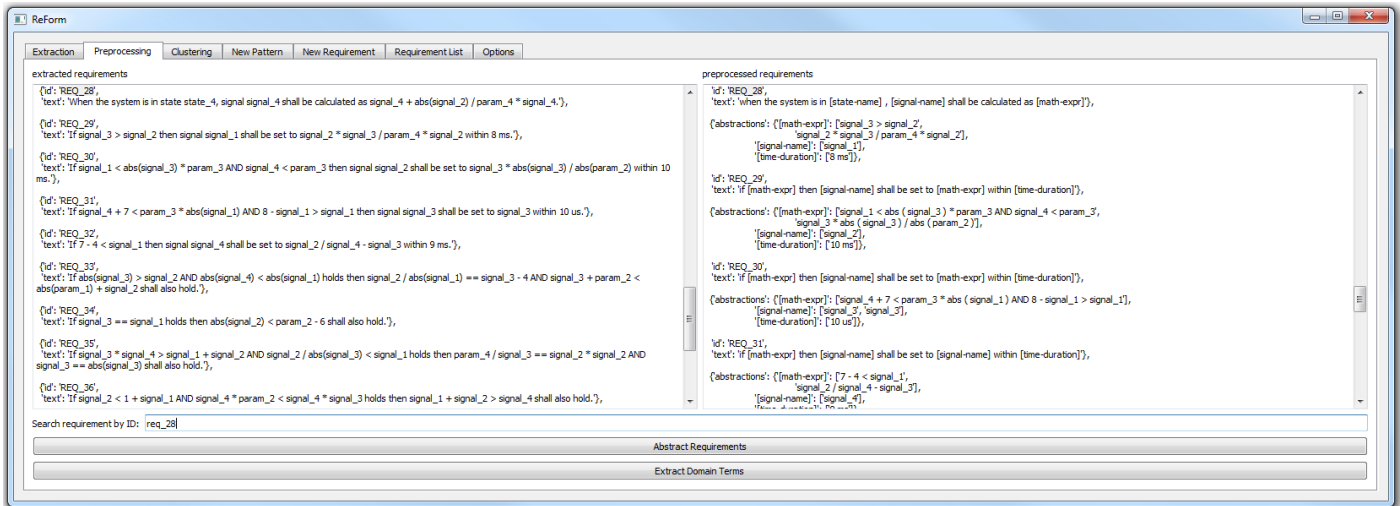 ReForm
Extraction Preprocessing Clustering New Pattern New Requirement Requirement List Options
extracted requirements
{'id': 'REQ_28',
'text': 'When the system is in state state_4, signal signal_4 shall be calculated as signal_4 + abs(signal_2) / param_4 * signal_4.'},
{'id': 'REQ_29',
'text': 'If signal_3 > signal_2 then signal signal_1 shall be set to signal_2 * signal_3 / param_4 * signal_2 within 8 ms.'},
{'id': 'REQ_30',
'text': 'If signal_1 < abs(signal_3) * param_3 AND signal_4 < param_3 then signal signal_2 shall be set to signal_3 * abs(signal_3) / abs(param_2) within 10
ms.'},
{'id': 'REQ_31',
'text': 'If signal_4 + 7 < param_3 * abs(signal_1) AND 8 - signal_1 > signal_1 then signal signal_3 shall be set to signal_3 within 10 us.'},
{'id': 'REQ_32',
'text': 'If 7 - 4 < signal_1 then signal signal_4 shall be set to signal_2 / signal_4 - signal_3 within 9 ms.'},
{'id': 'REQ_33',
'text': 'If abs(signal_3) > signal_2 AND abs(signal_4) < abs(signal_1) holds then signal_2 / abs(signal_1) == signal_3 - 4 AND signal_3 + param_2 <
abs(param_1) + signal_2 shall also hold.'},
{'id': 'REQ_34',
'text': 'If signal_3 == signal_1 holds then abs(signal_2) < param_2 - 6 shall also hold.'},
{'id': 'REQ_35',
'text': 'If signal_3 * signal_4 > signal_1 + signal_2 AND signal_2 / abs(signal_3) < signal_1 holds then param_4 / signal_3 == signal_2 * signal_2 AND
signal_3 == abs(signal_3) shall also hold.'},
{'id': 'REQ_36',
'text': 'If signal_2 < 1 + signal_1 AND signal_4 * param_2 < signal_4 * signal_3 holds then signal_1 + signal_2 > signal_4 shall also hold.'},
preprocessed requirements
'id': 'REQ_28',
'text': 'when the system is in [state-name] , [signal-name] shall be calculated as [math-expr]'},
{'abstractions': {'[math-expr]': ['signal_3 > signal_2',
'signal_2 * signal_3 / param_4 * signal_2'],
'[signal-name]': ['signal_1'],
'[time-duration]': ['8 ms']},
'id': 'REQ_29',
'text': 'if [math-expr] then [signal-name] shall be set to [math-expr] within [time-duration]'},
{'abstractions': {'[math-expr]': ['signal_1 < abs ( signal_3 ) * param_3 AND signal_4 < param_3',
'signal_3 * abs ( signal_3 ) / abs ( param_2 )'],
'[signal-name]': ['signal_2'],
'[time-duration]': ['10 ms']},
'id': 'REQ_30',
'text': 'if [math-expr] then [signal-name] shall be set to [math-expr] within [time-duration]'},
{'abstractions': {'[math-expr]': ['signal_4 + 7 < param_3 * abs ( signal_1 ) AND 8 - signal_1 > signal_1'],
'[signal-name]': ['signal_3', 'signal_3'],
'[time-duration]': ['10 us']},
'id': 'REQ_31',
'text': 'if [math-expr] then [signal-name] shall be set to [signal-name] within [time-duration]'},
{'abstractions': {'[math-expr]': ['7 - 4 < signal_1',
'signal_2 / signal_4 - signal_3'],
'[signal-name]': ['signal_4'],
'[time-duration]': ['9 ms']},
Search requirement by ID: req_28
Abstract Requirements
Extract Domain Terms